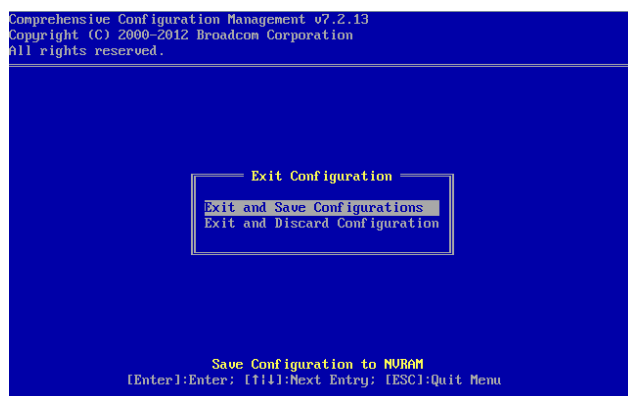 Comprehensive Configuration Management v7.2.13
Copyright (C) 2000-2012 Broadcom Corporation
All rights reserved.
Exit Configuration
Exit and Save Configurations
Exit and Discard Configuration
Save Configuration to NVRAM
[Enter]:Enter; [↑|↓]:Next Entry; [ESC]:Quit Menu